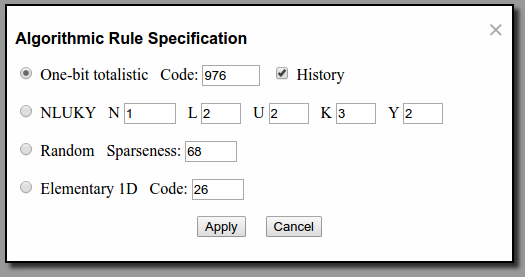 Algorithmic Rule Specification
One-bit totalistic Code: 976 History
NLUKY N 1 L 2 U 2 K 3 Y 2
Random Sparseness: 68
Elementary 1D Code: 26
Apply Cancel